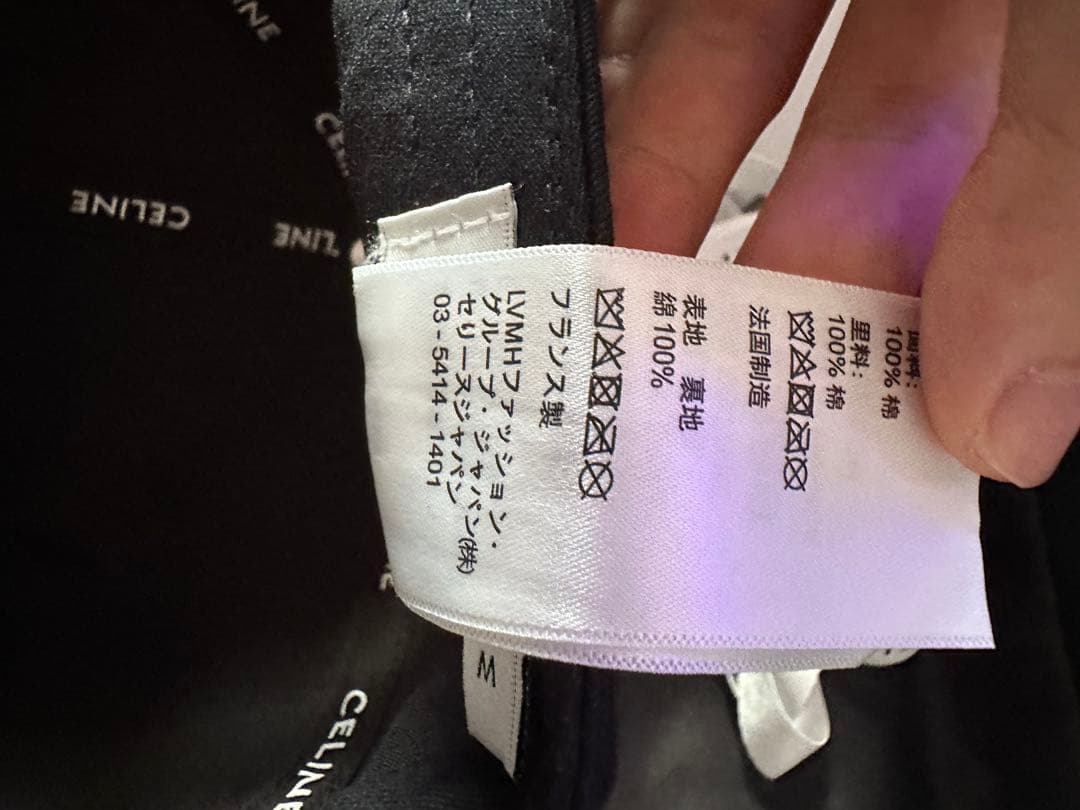 面料:
100% 棉
里料:
100% 棉
法国制造
表地 裏地
綿 100%
フランス製
LVMHファッション・
グループ・ジャパン(株)
セリーヌジャパン
03-5414-1401
M
CELINE
CELINE
CELINE